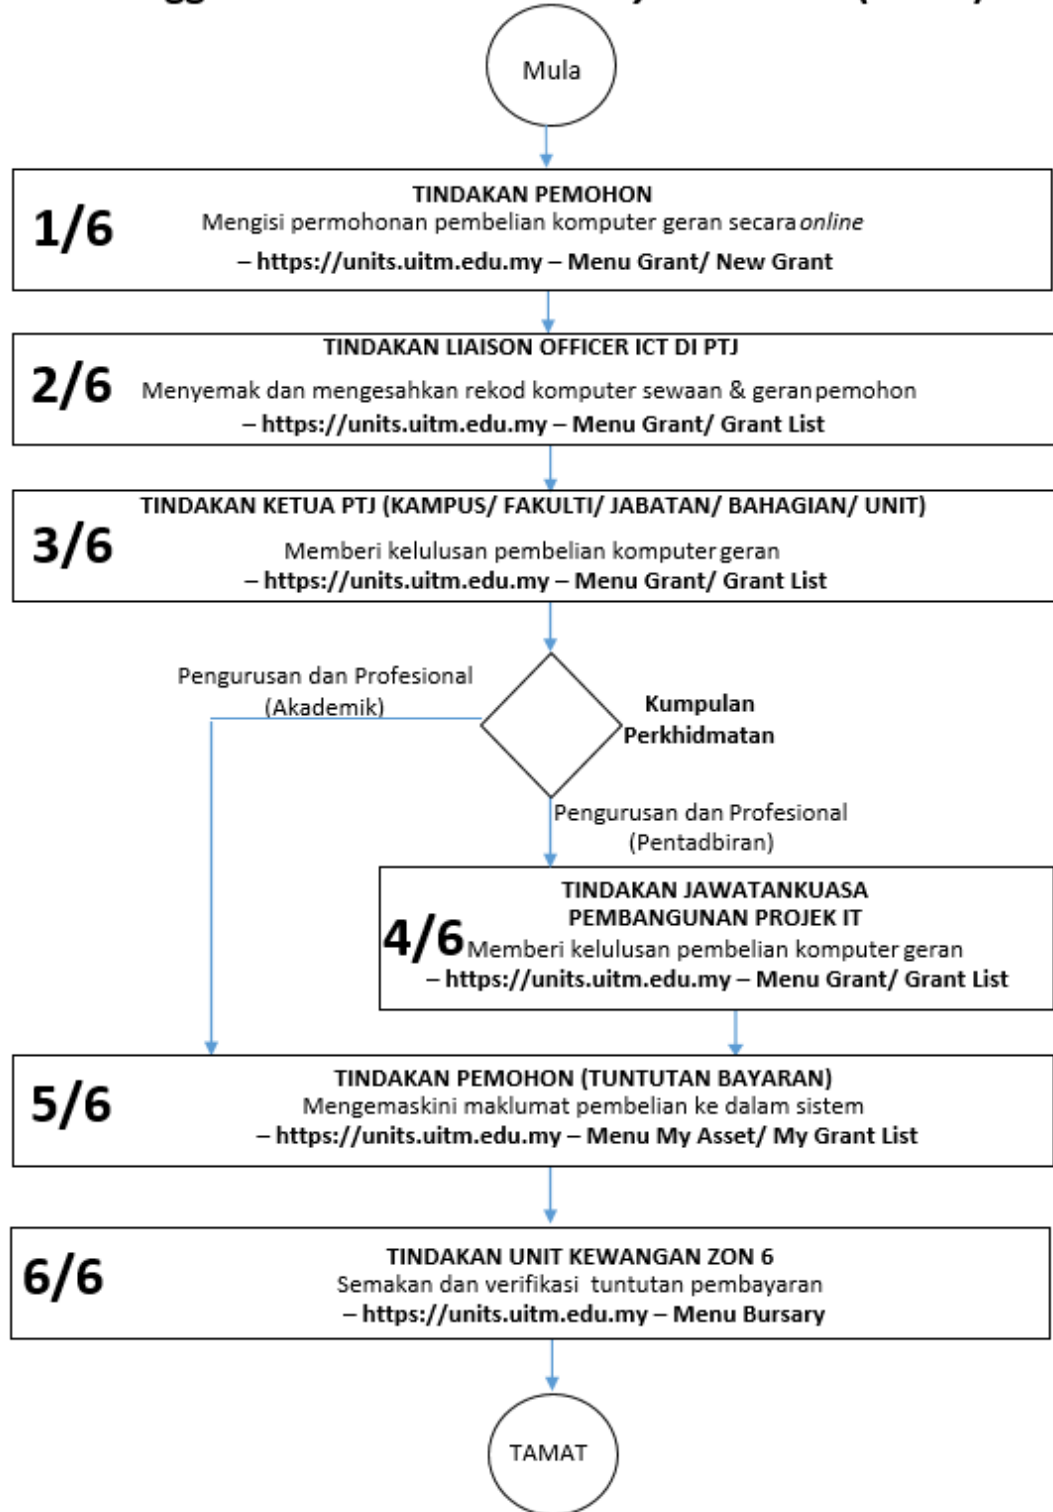 Mula
1/6
TINDAKAN PEMOHON
Mengisi permohonan pembelian komputer geran secara online
– https://units.uitm.edu.my – Menu Grant/ New Grant
2/6
TINDAKAN LIAISON OFFICER ICT DI PTJ
Menyemak dan mengesahkan rekod komputer sewaan & geran pemohon
– https://units.uitm.edu.my – Menu Grant/ Grant List
3/6
TINDAKAN KETUA PTJ (KAMPUS/ FAKULTI/ JABATAN/ BAHAGIAN/ UNIT)
Memberi kelulusan pembelian komputer geran
– https://units.uitm.edu.my – Menu Grant/ Grant List
Pengurusan dan Profesional
(Akademik)
Kumpulan
Perkhidmatan
Pengurusan dan Profesional
(Pentadbiran)
4/6
TINDAKAN JAWATANKUASA
PEMBANGUNAN PROJEK IT
Memberi kelulusan pembelian komputer geran
– https://units.uitm.edu.my – Menu Grant/ Grant List
5/6
TINDAKAN PEMOHON (TUNTUTAN BAYARAN)
Mengemaskini maklumat pembelian ke dalam sistem
– https://units.uitm.edu.my – Menu My Asset/ My Grant List
6/6
TINDAKAN UNIT KEWANGAN ZON 6
Semakan dan verifikasi tuntutan pembayaran
– https://units.uitm.edu.my – Menu Bursary
TAMAT